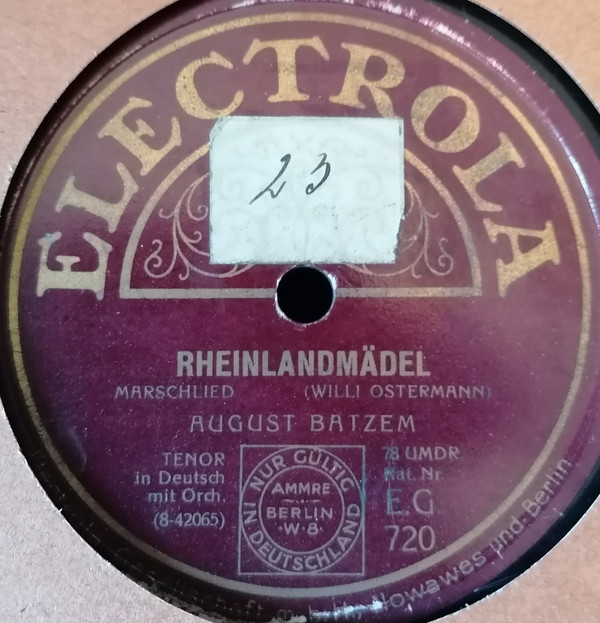 ELECTROLA
23
RHEINLANDMÄDEL
MARSCHLIED (WILLI OSTERMANN)
AUGUST BATZEM
TENOR
in Deutsch
mit Orch.
(8-42065)
NUR GÜLTIG
AMMRE
BERLIN
·W·8·
IN DEUTSCHLAND
78 UMDR.
Kat. Nr.
E.G.
720
m.b.H. Nowawes und Berlin